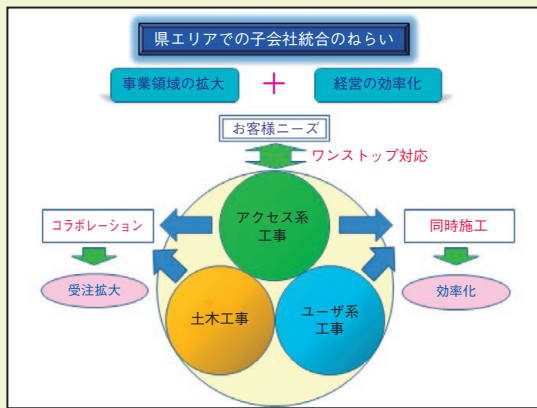 県エリアでの子会社統合のねらい
事業領域の拡大
+
経営の効率化
お客様ニーズ
ワンストップ対応
アクセス系
工事
コラボレーション
同時施工
受注拡大
効率化
土木工事
ユーザ系
工事